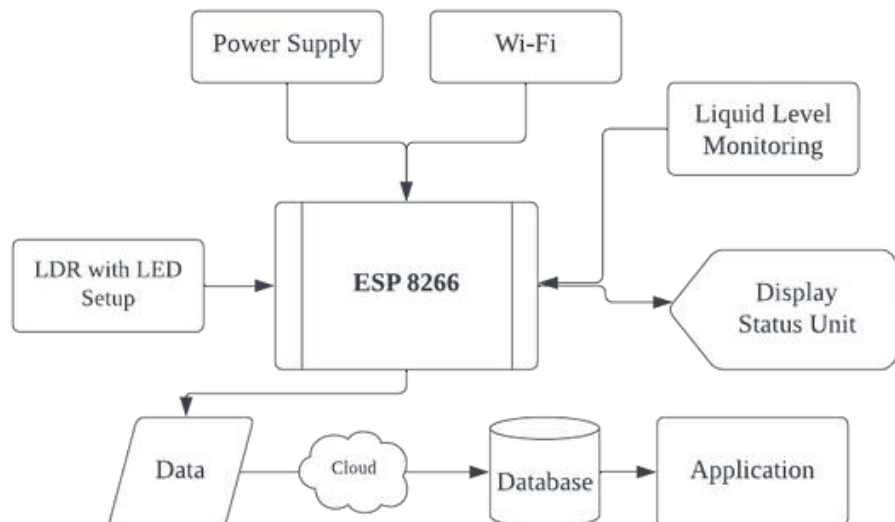 Power Supply
Wi-Fi
Liquid Level
Monitoring
LDR with LED
Setup
ESP 8266
Display
Status Unit
Data
Cloud
Database
Application